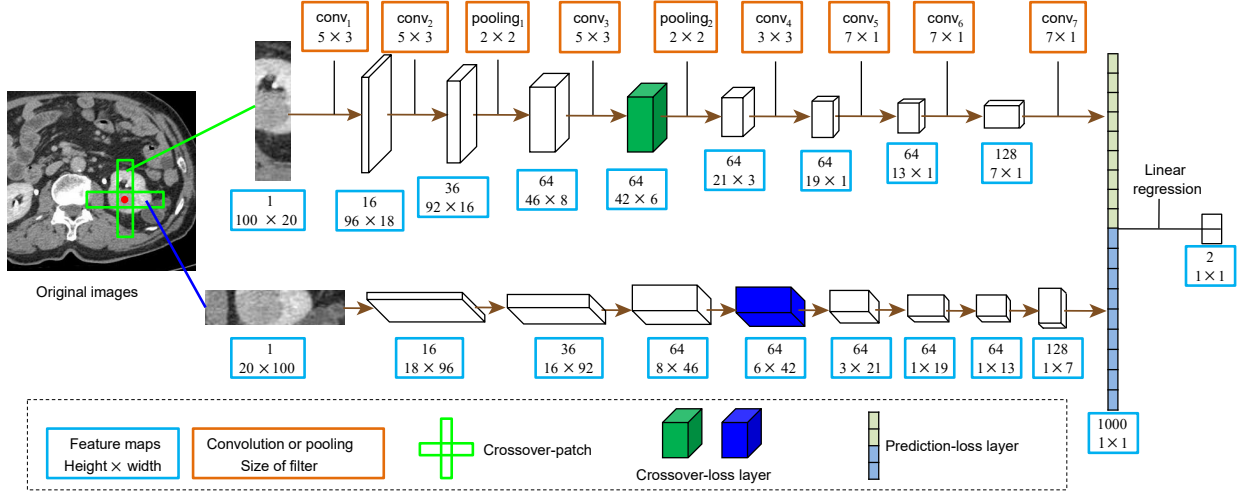 conv₁
5 × 3
conv₂
5 × 3
pooling₁
2 × 2
conv₃
5 × 3
pooling₂
2 × 2
conv₄
3 × 3
conv₅
7 × 1
conv₆
7 × 1
conv₇
7 × 1
1
100 × 20
16
96 × 18
36
92 × 16
64
46 × 8
64
42 × 6
64
21 × 3
64
19 × 1
64
13 × 1
128
7 × 1
Linear
regression
2
1 × 1
Original images
1
20 × 100
16
18 × 96
36
16 × 92
64
8 × 46
64
6 × 42
64
3 × 21
64
1 × 19
64
1 × 13
128
1 × 7
1000
1 × 1
Feature maps
Height × width
Convolution or pooling
Size of filter
Crossover-patch
Crossover-loss layer
Prediction-loss layer